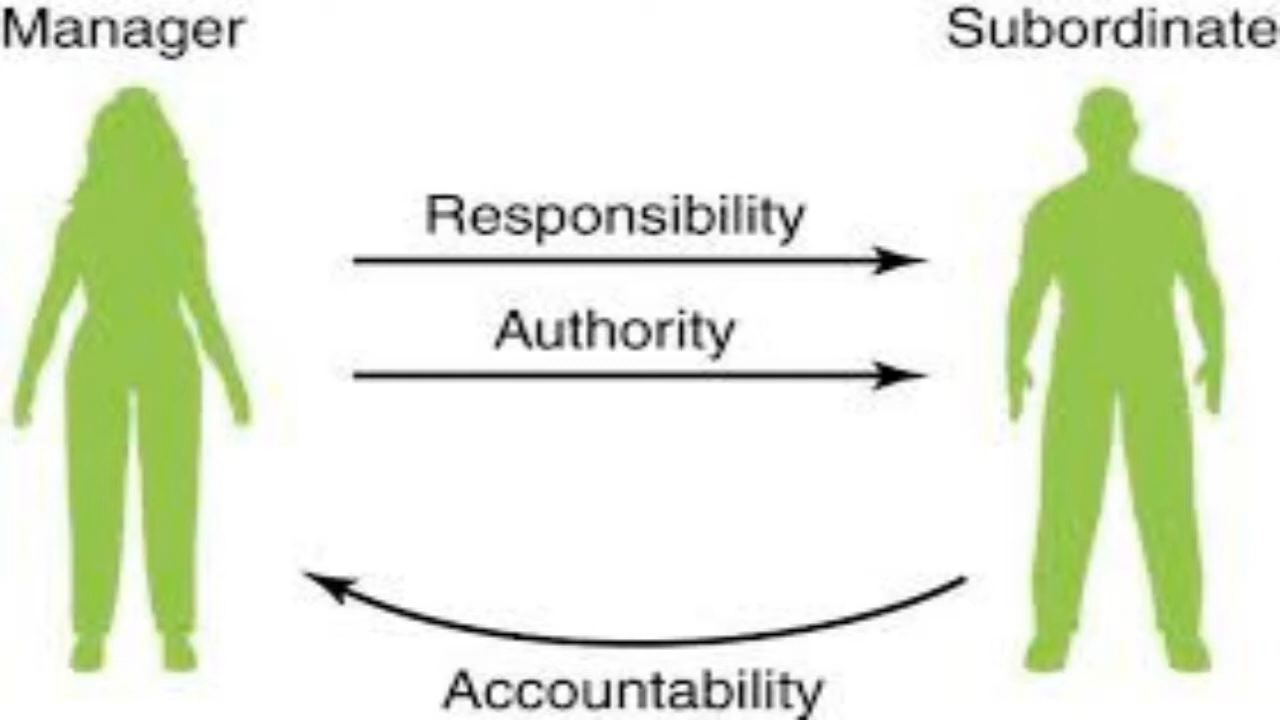 Manager
Subordinate
Responsibility
Authority
Accountability